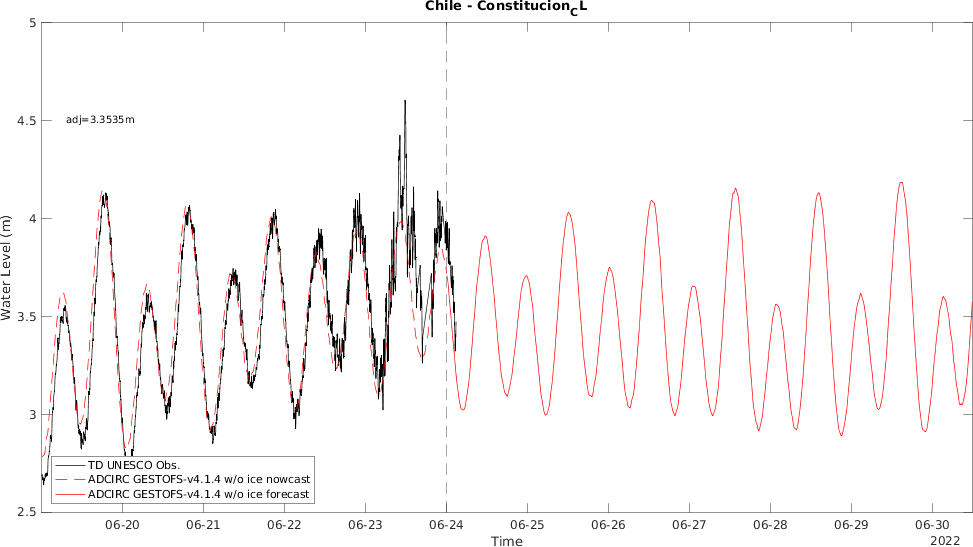 Chile - Constitucion_CL
5
4.5
4
3.5
3
2.5
Water Level (m)
adj=3.3535m
TD UNESCO Obs.
ADCIRC GESTOFS-v4.1.4 w/o ice nowcast
ADCIRC GESTOFS-v4.1.4 w/o ice forecast
06-20 06-21 06-22 06-23 06-24 06-25 06-26 06-27 06-28 06-29 06-30
Time
2022